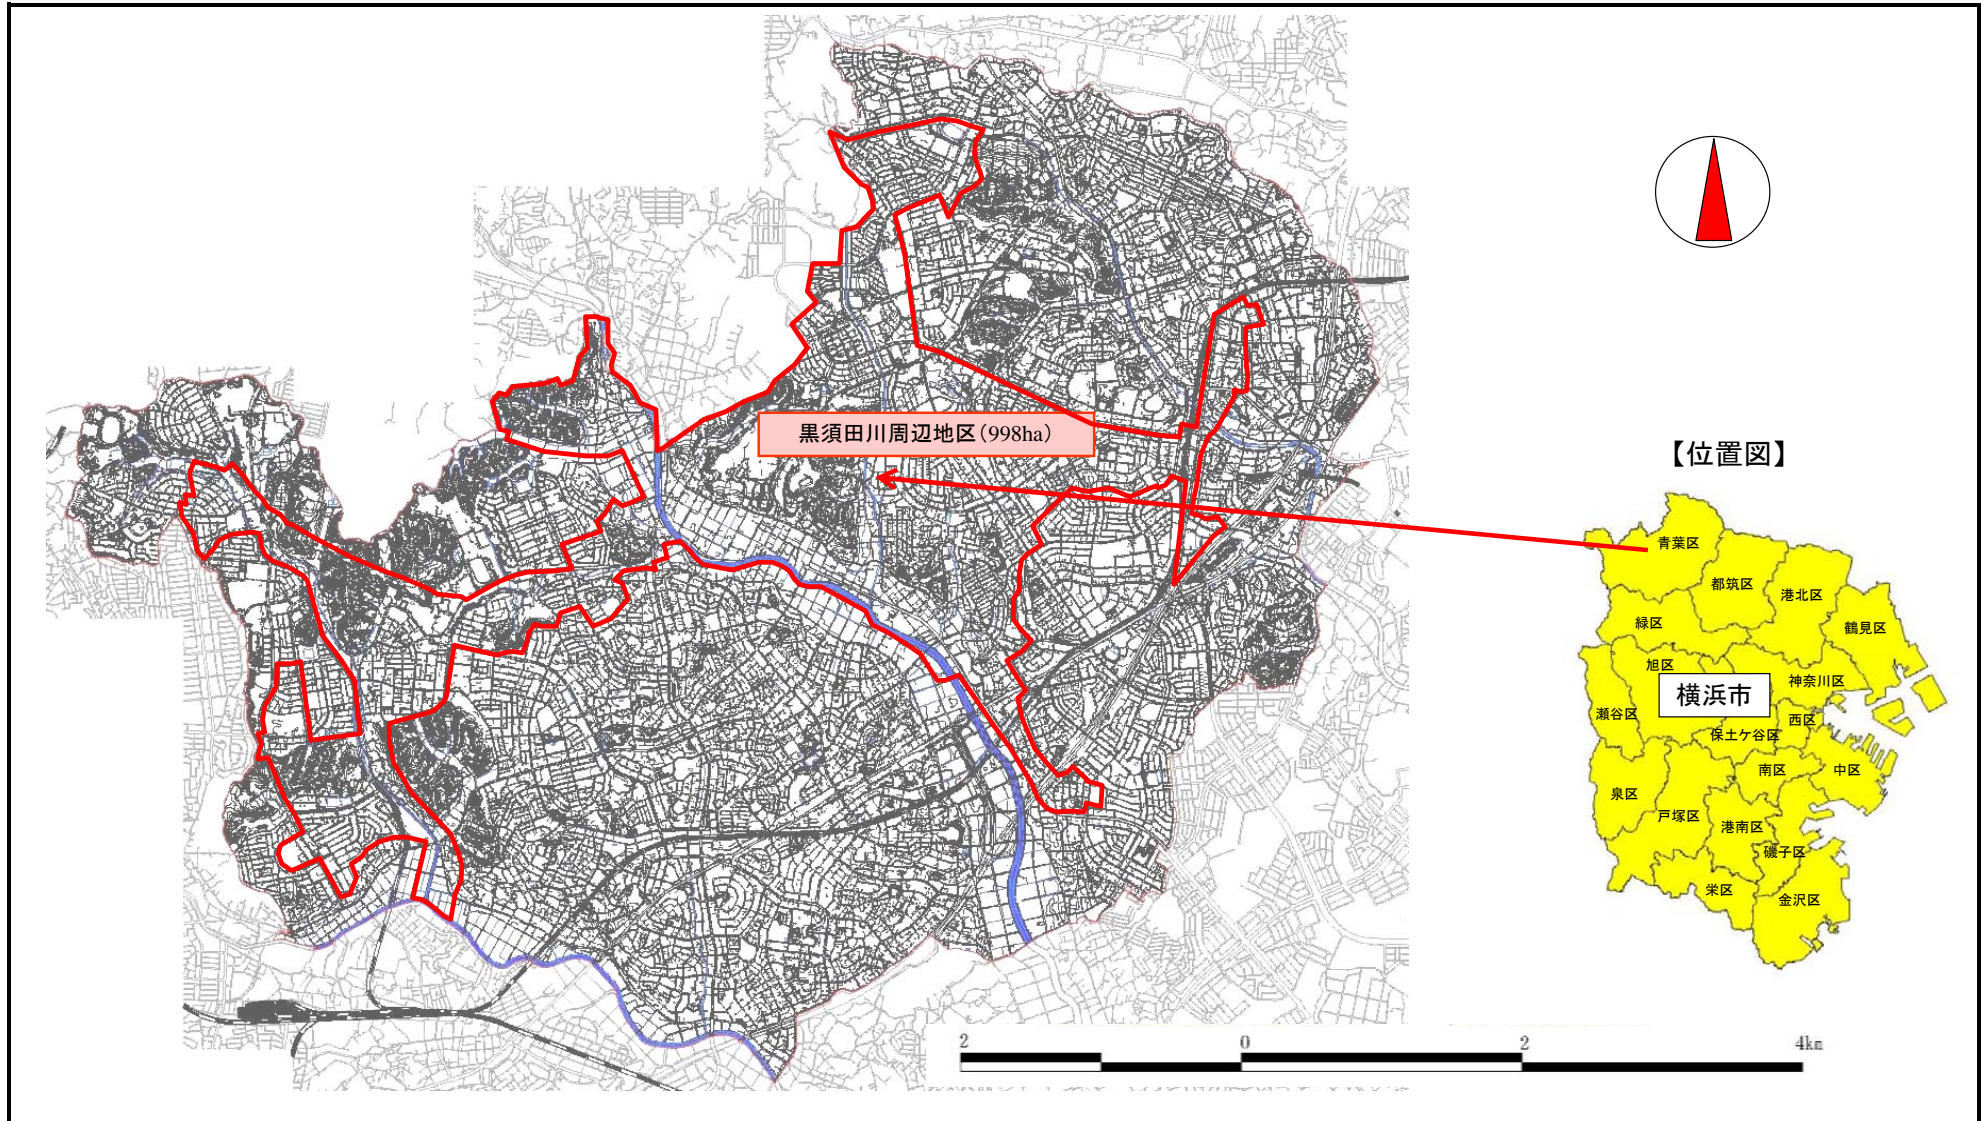 黒須田川周辺地区(998ha)
【位置図】
青葉区
都筑区
港北区
緑区
鶴見区
旭区
神奈川区
横浜市
瀬谷区
西区
保土ケ谷区
南区
中区
泉区
戸塚区
港南区
磯子区
栄区
金沢区
2 0 2 4km